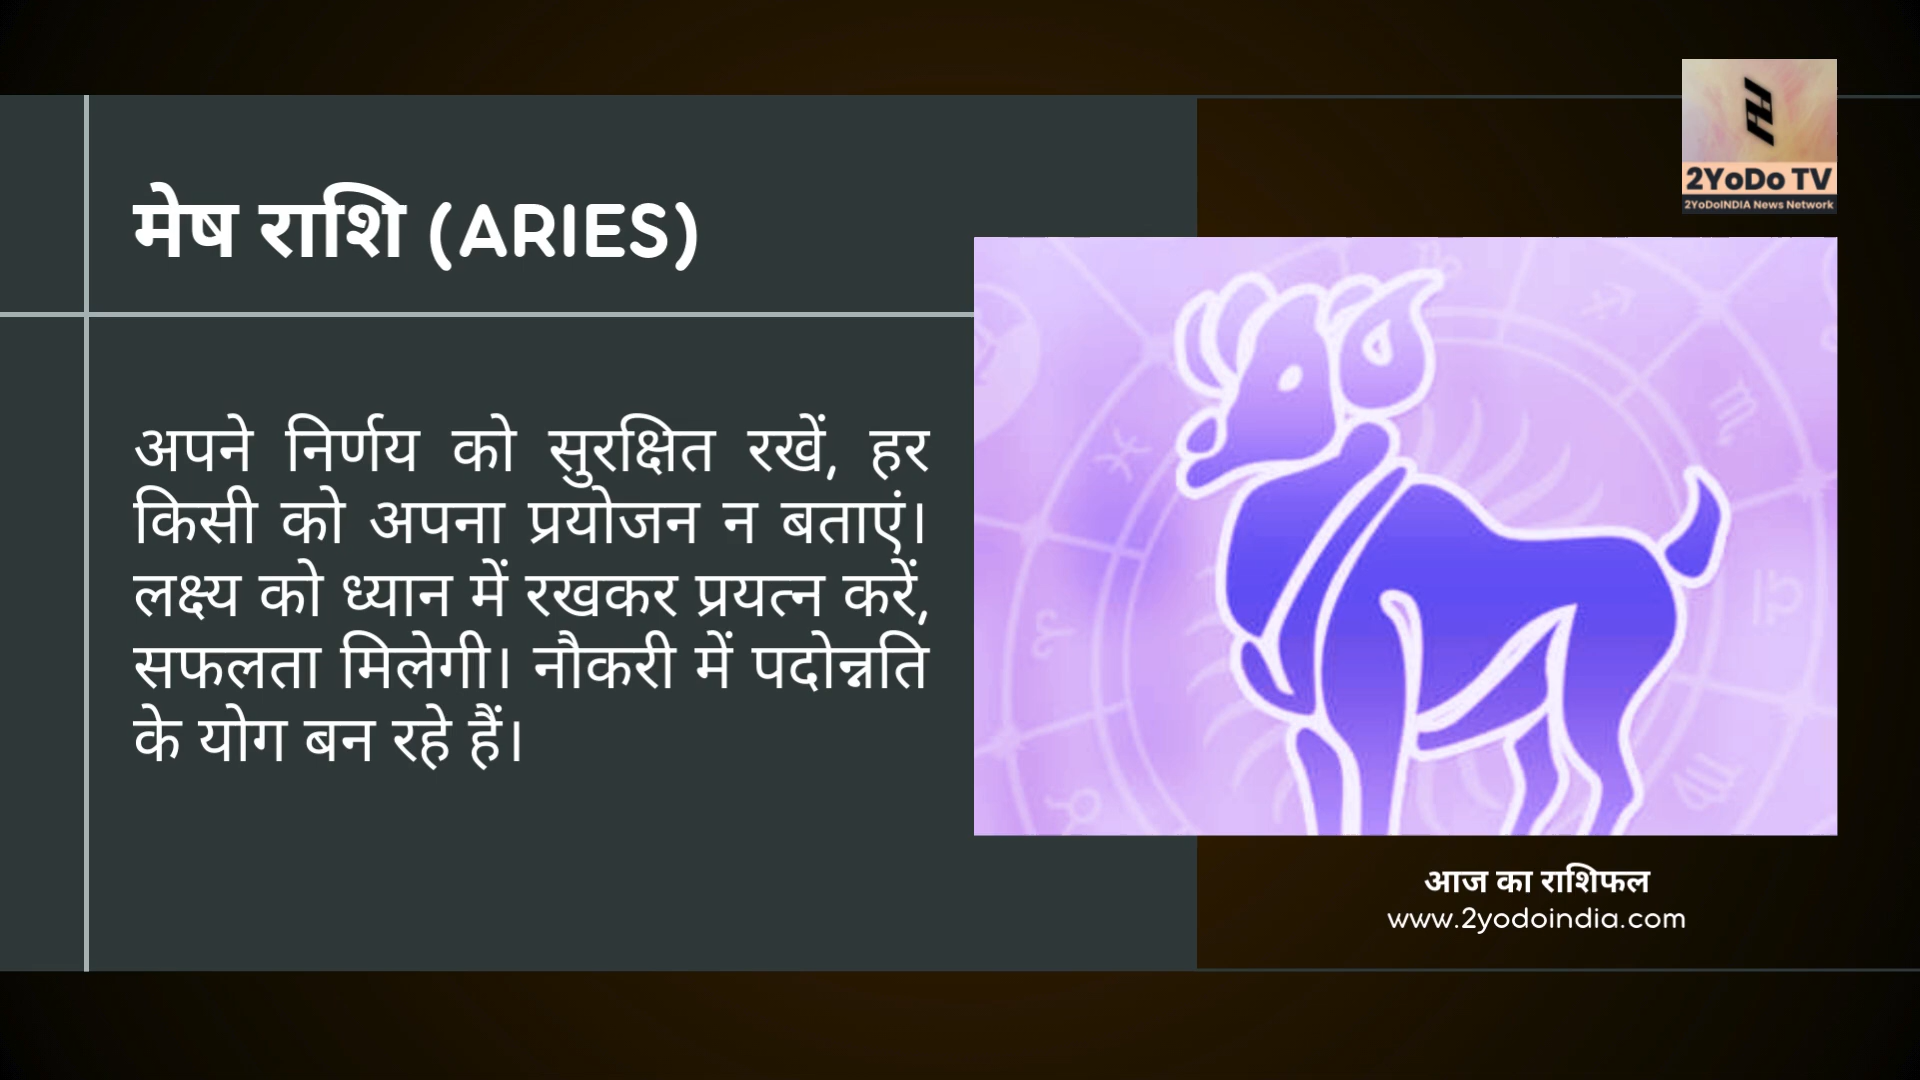 2YoDo TV
2YoDoINDIA News Network
मेष राशि (ARIES)
अपने निर्णय को सुरक्षित रखें, हर
किसी को अपना प्रयोजन न बताएं।
लक्ष्य को ध्यान में रखकर प्रयत्न करें,
सफलता मिलेगी। नौकरी में पदोन्नति
के योग बन रहे हैं।
आज का राशिफल
www.2yodoindia.com